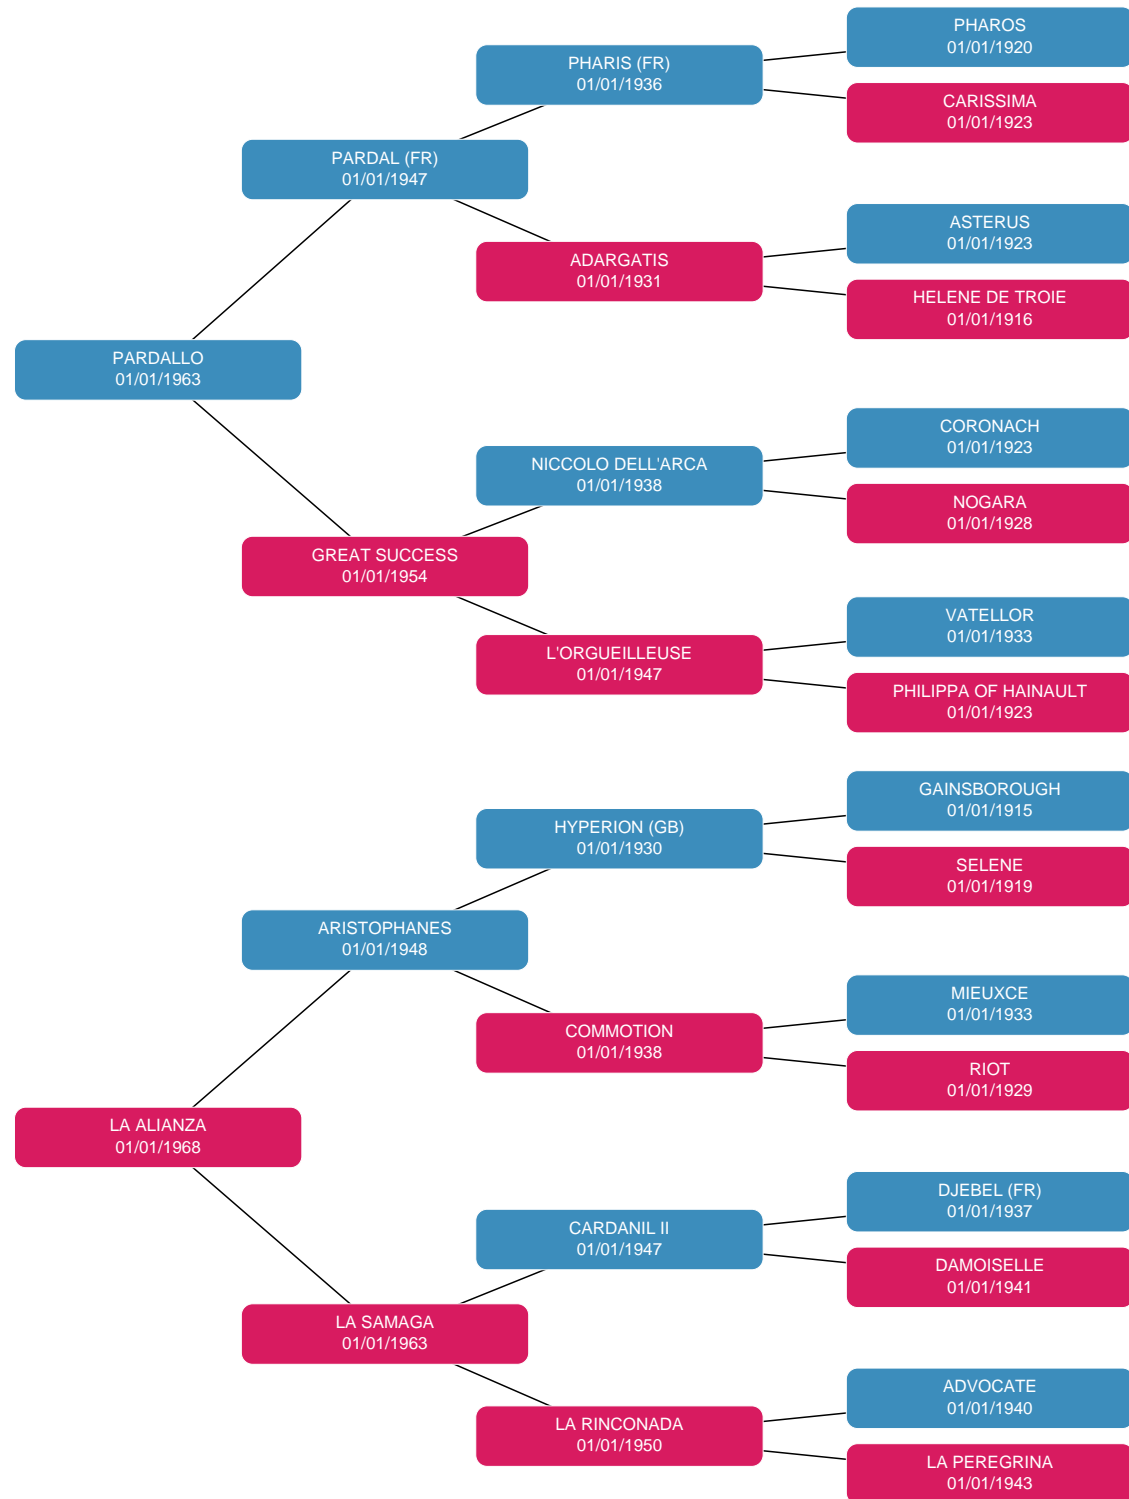 PHAROS
01/01/1920
PHARIS (FR)
01/01/1936
CARISSIMA
01/01/1923
PARDAL (FR)
01/01/1947
ASTERUS
01/01/1923
ADARGATIS
01/01/1931
HELENE DE TROIE
01/01/1916
PARDALLO
01/01/1963
CORONACH
01/01/1923
NICCOLO DELL'ARCA
01/01/1938
NOGARA
01/01/1928
GREAT SUCCESS
01/01/1954
VATELLOR
01/01/1933
L'ORGUEILLEUSE
01/01/1947
PHILIPPA OF HAINAULT
01/01/1923
GAINSBOROUGH
01/01/1915
HYPERION (GB)
01/01/1930
SELENE
01/01/1919
ARISTOPHANES
01/01/1948
MIEUXCE
01/01/1933
COMMOTION
01/01/1938
RIOT
01/01/1929
LA ALIANZA
01/01/1968
DJEBEL (FR)
01/01/1937
CARDANIL II
01/01/1947
DAMOISELLE
01/01/1941
LA SAMAGA
01/01/1963
ADVOCATE
01/01/1940
LA RINCONADA
01/01/1950
LA PEREGRINA
01/01/1943